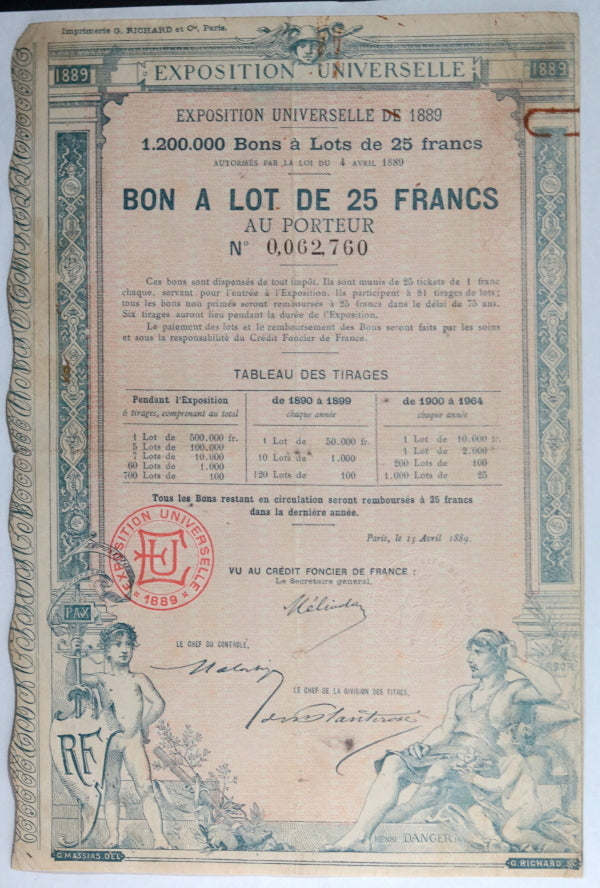 Imprimerie G. RICHARD et Cie, Paris.
1889 EXPOSITION UNIVERSELLE 1889
EXPOSITION UNIVERSELLE DE 1889
1.200.000 Bons à Lots de 25 francs
AUTORISÉS PAR LA LOI DU 4 AVRIL 1889
BON A LOT DE 25 FRANCS
AU PORTEUR
N° 0,062,760
Ces bons sont dispensés de tout impôt. Ils sont munis de 25 tickets de 1 franc
chaque, servant pour l'entrée à l'Exposition. Ils participent à 81 tirages de lots;
tous les bons non primés seront remboursés à 25 francs dans le délai de 75 ans.
Six tirages auront lieu pendant la durée de l'Exposition.
Le paiement des lots et le remboursement des Bons seront faits par les soins
et sous la responsabilité du Crédit Foncier de France.
TABLEAU DES TIRAGES
Pendant l'Exposition
6 tirages, comprenant au total
1 Lot de 500.000 fr.
5 Lots de 100.000
7 Lots de 10.000
60 Lots de 1.000
700 Lots de 100
de 1890 à 1899
chaque année
1 Lot de 50.000 fr.
10 Lots de 1.000
120 Lots de 100
de 1900 à 1964
chaque année
1 Lot de 10.000 fr.
1 Lot de 2.000
200 Lots de 100
1.000 Lots de 25
Tous les Bons restant en circulation seront remboursés à 25 francs
dans la dernière année.
Paris, le 15 Avril 1889.
EXPOSITION UNIVERSELLE
EU
* 1889 *
VU AU CRÉDIT FONCIER DE FRANCE :
Le Secrétaire général,
LE CHEF DU CONTRÔLE,
LE CHEF DE LA DIVISION DES TITRES,
PAX
LABOR
RF
HENRI DANGER
G. MASSIAS. DEL
G. RICHARD SC